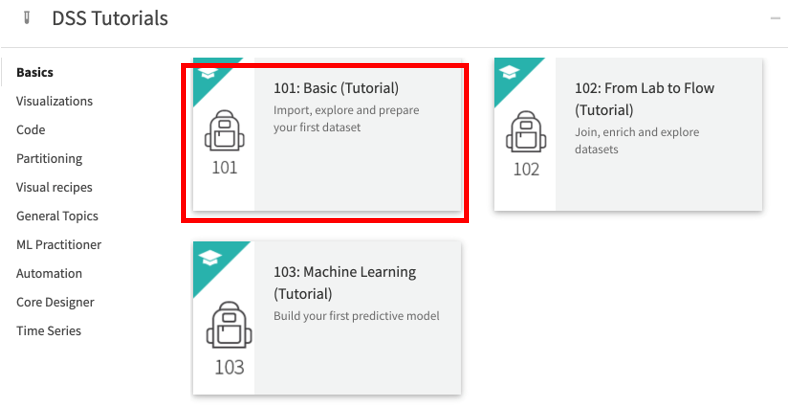 DSS Tutorials
Basics
Visualizations
Code
Partitioning
Visual recipes
General Topics
ML Practitioner
Automation
Core Designer
Time Series
101: Basic (Tutorial)
Import, explore and prepare
your first dataset
101
102: From Lab to Flow
(Tutorial)
Join, enrich and explore
datasets
102
103: Machine Learning
(Tutorial)
Build your first predictive model
103